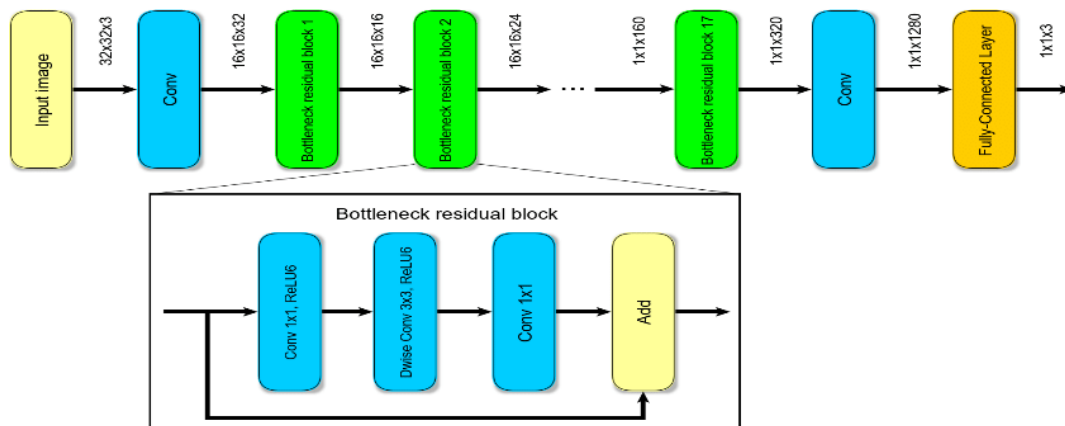 Input image
32x32x3
Conv
16x16x32
Bottleneck residual block 1
16x16x16
Bottleneck residual block 2
16x16x24
...
1x1x160
Bottleneck residual block 17
1x1x320
Conv
1x1x1280
Fully-Connected Layer
1x1x3
Bottleneck residual block
Conv 1x1, ReLU6
Dwise Conv 3x3, ReLU6
Conv 1x1
Add